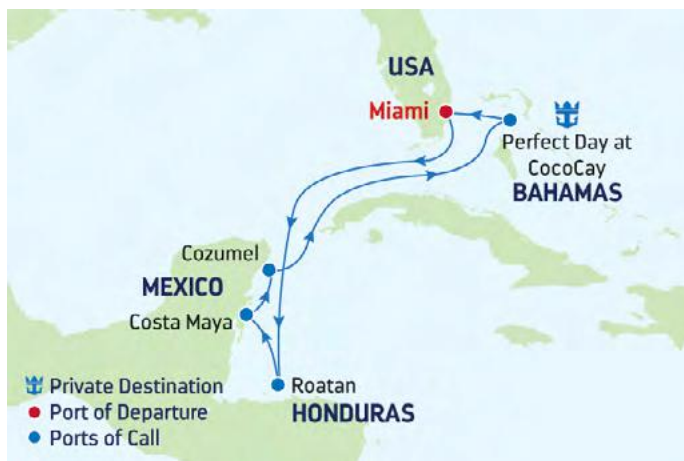 USA
Miami
Perfect Day at
CocoCay
BAHAMAS
Cozumel
MEXICO
Costa Maya
Roatan
HONDURAS
Private Destination
Port of Departure
Ports of Call